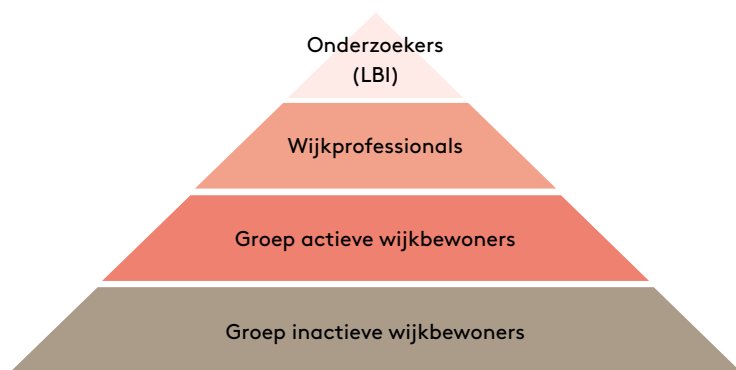 Onderzoekers
(LBI)
Wijkprofessionals
Groep actieve wijkbewoners
Groep inactieve wijkbewoners